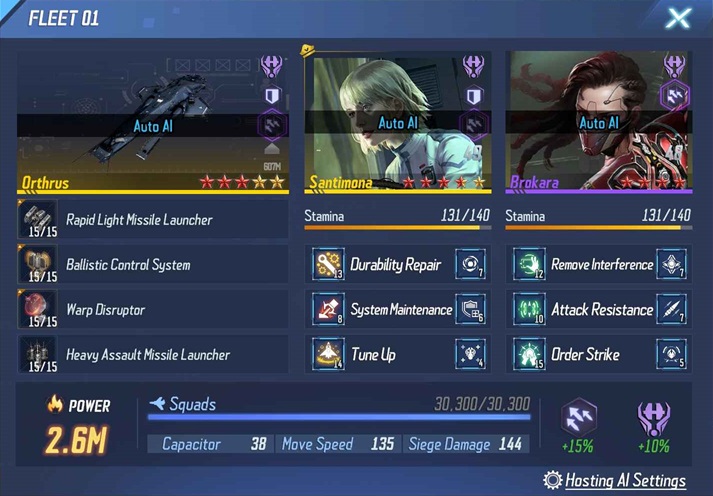 FLEET 01
Auto AI
607M
Orthrus
Auto AI
Santimona
Auto AI
Brokara
15/15 Rapid Light Missile Launcher
15/15 Ballistic Control System
15/15 Warp Disruptor
15/15 Heavy Assault Missile Launcher
Stamina 131/140
13 Durability Repair 7
8 System Maintenance 6
14 Tune Up 4
Stamina 131/140
12 Remove Interference 7
10 Attack Resistance 7
15 Order Strike 5
POWER
2.6M
Squads 30,300/30,300
Capacitor 38 Move Speed 135 Siege Damage 144
+15% +10%
Hosting AI Settings